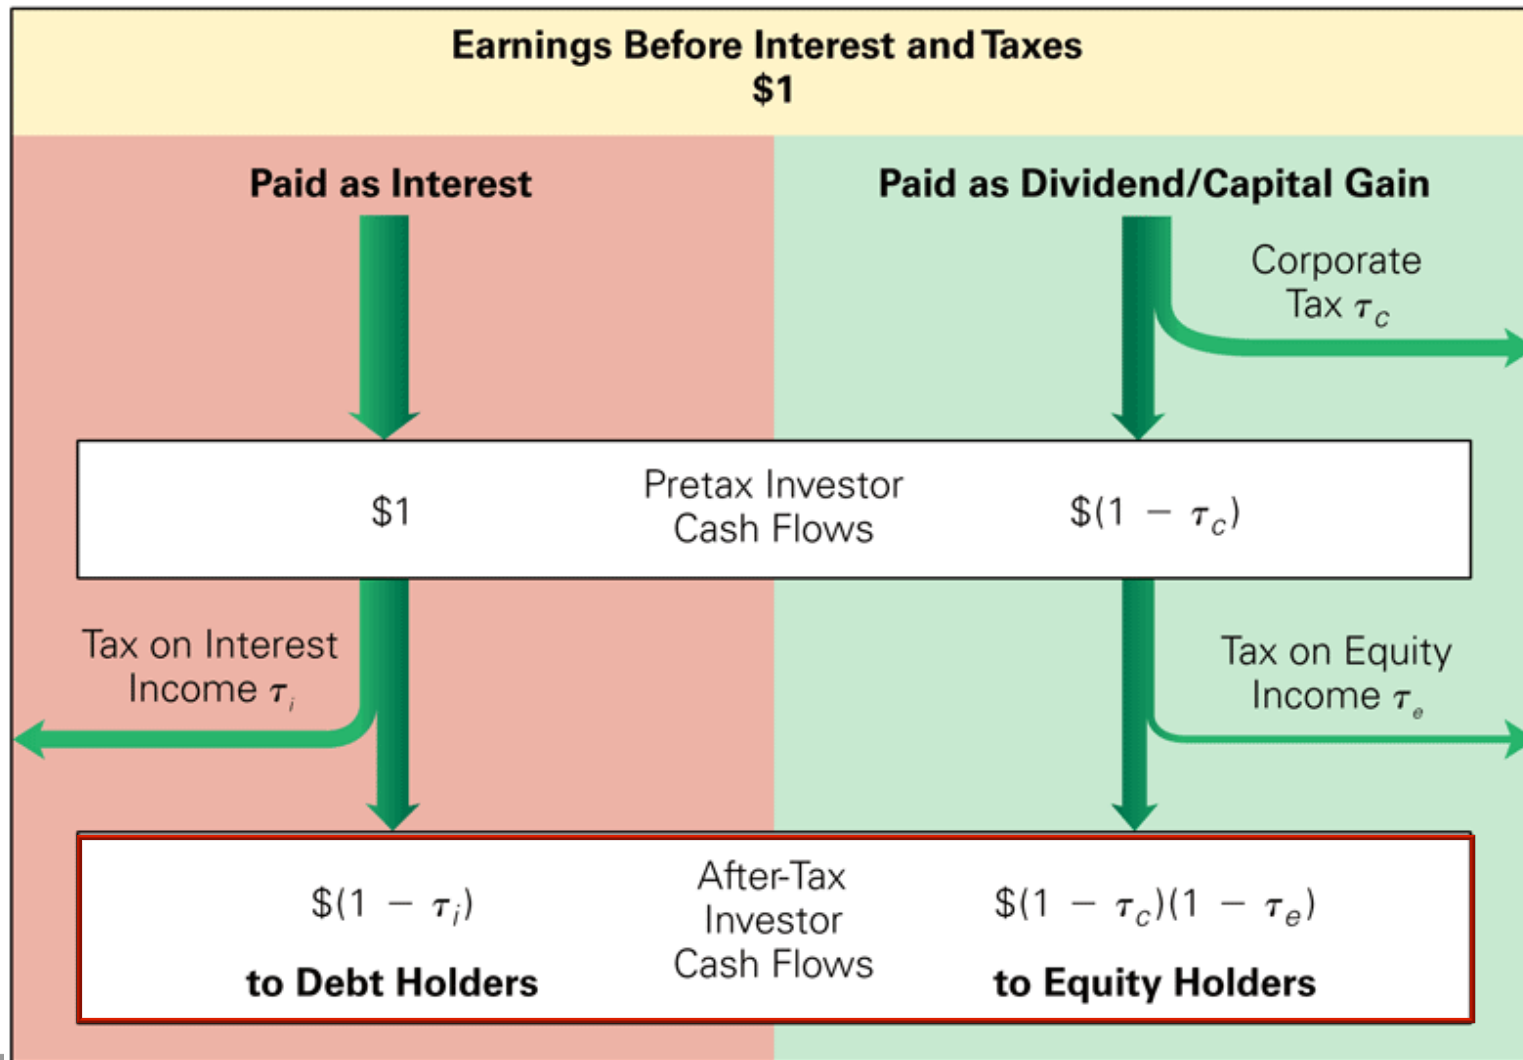 Earnings Before Interest and Taxes
$1
Paid as Interest
Paid as Dividend/Capital Gain
Corporate
Tax τc
$1
Pretax Investor
Cash Flows
$(1 − τc)
Tax on Interest
Income τi
Tax on Equity
Income τe
$(1 − τi)
to Debt Holders
After-Tax
Investor
Cash Flows
$(1 − τc)(1 − τe)
to Equity Holders